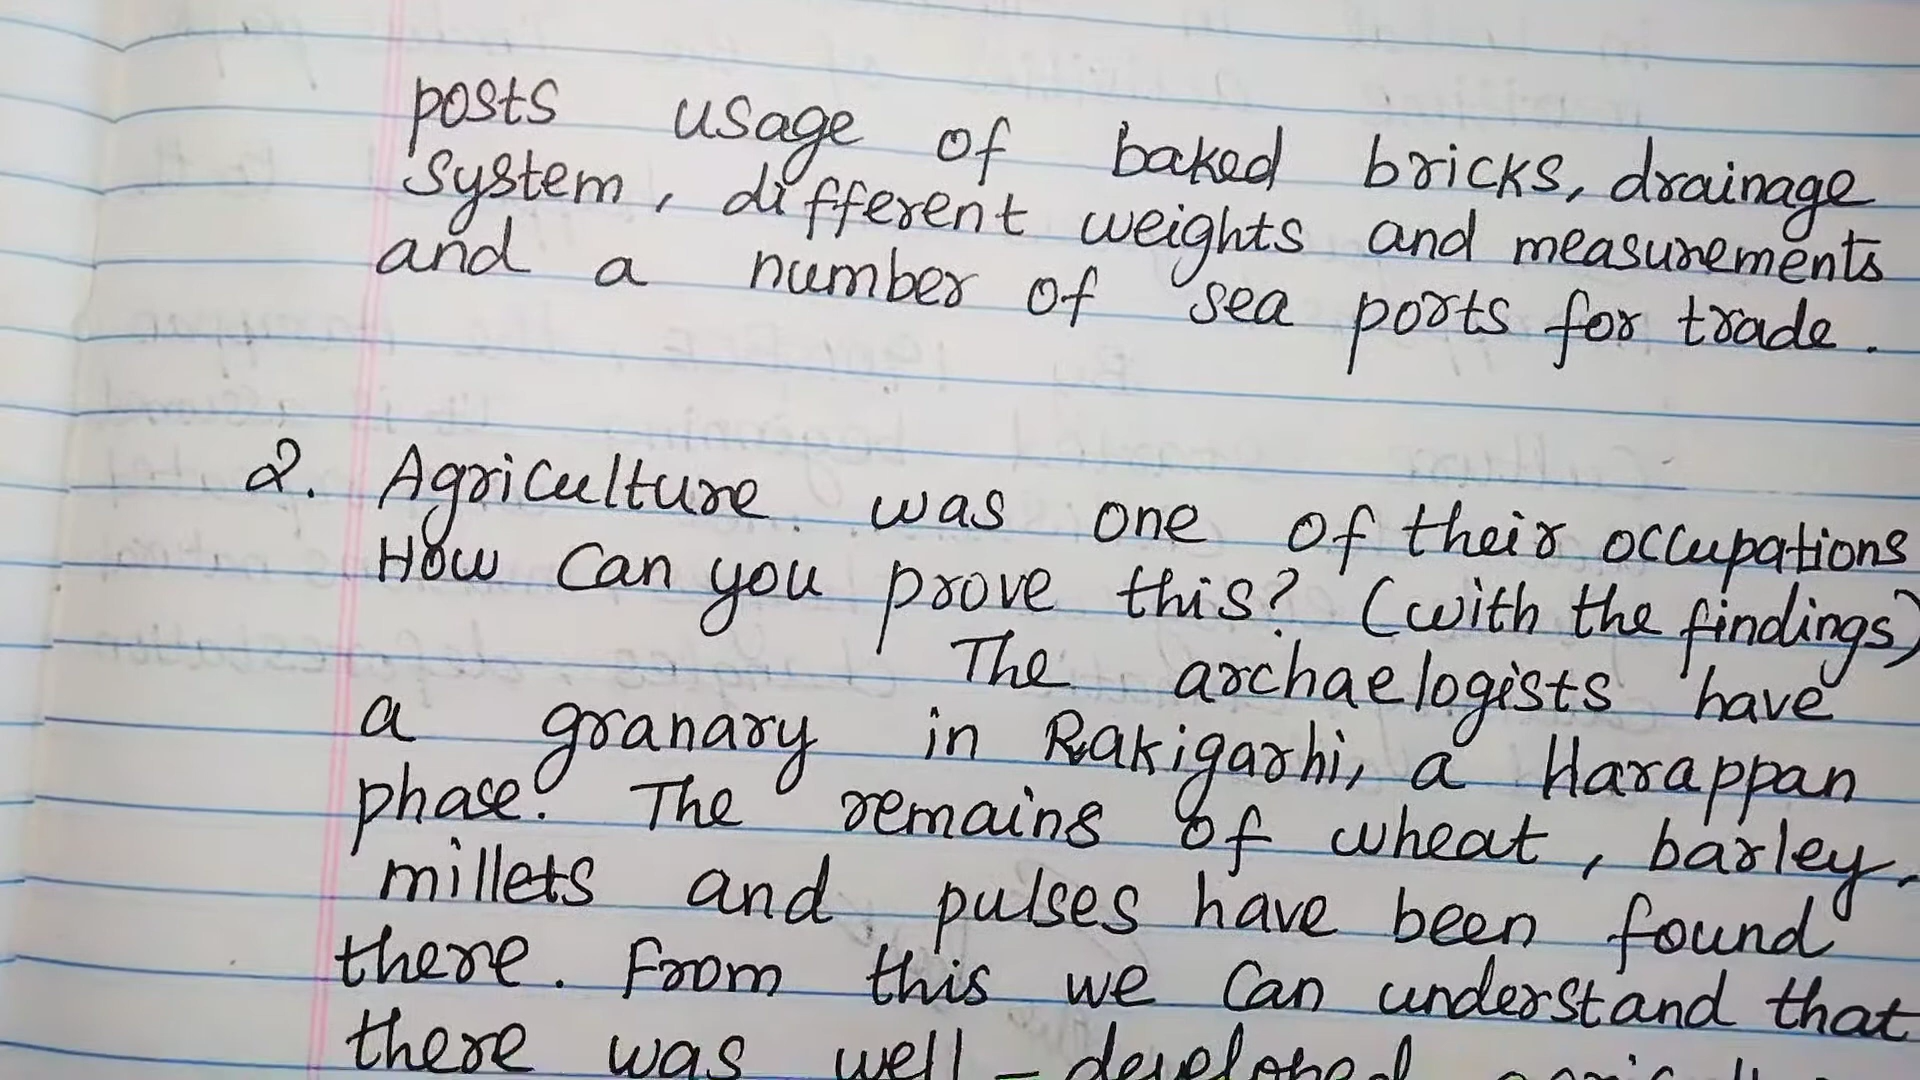 posts usage of baked bricks, drainage
system, different weights and measurements
and a number of sea ports for trade.
2. Agriculture was one of their occupations
How can you prove this? (with the findings)
The archaelogists have
a granary in Rakigarhi, a Harappan
phase. The remains of wheat, barley,
millets and pulses have been found
there. From this we can understand that
there was well-developed